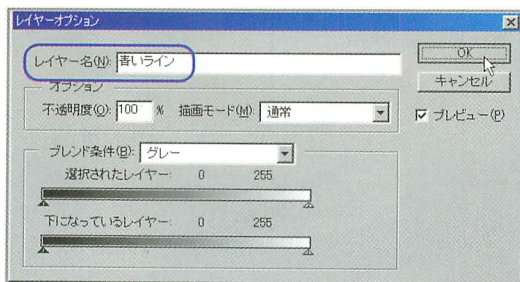 レイヤーオプション
レイヤー名(N): 青いライン
OK
オプション
キャンセル
不透明度(O): 100 % 描画モード(M): 通常
プレビュー(P)
ブレンド条件(B): グレー
選択されたレイヤー: 0 255
下になっているレイヤー: 0 255